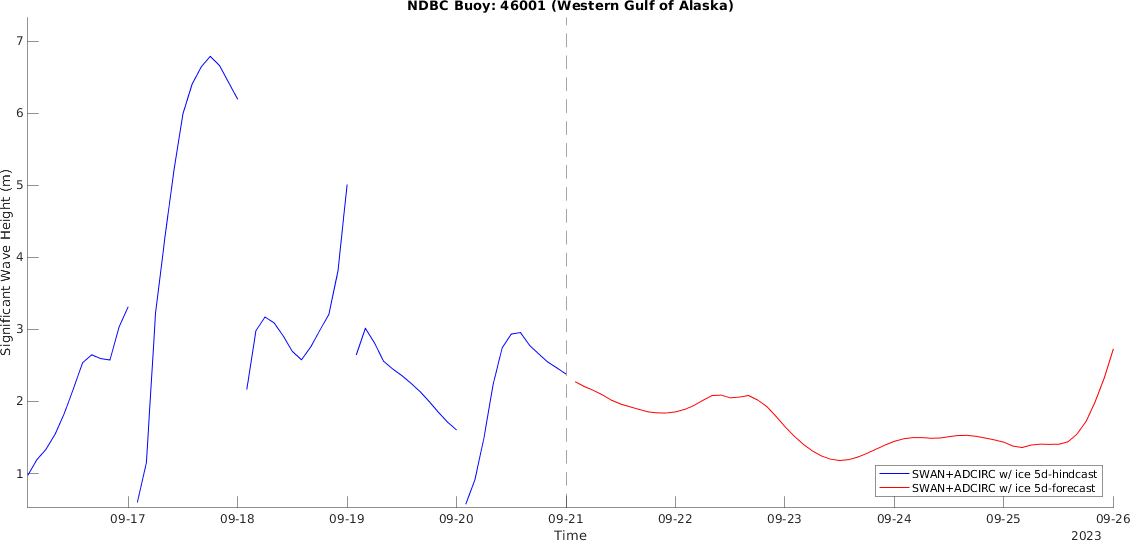 NDBC Buoy: 46001 (Western Gulf of Alaska)
7
6
5
4
3
2
1
Significant Wave Height (m)
SWAN+ADCIRC w/ ice 5d-hindcast
SWAN+ADCIRC w/ ice 5d-forecast
09-17 09-18 09-19 09-20 09-21 09-22 09-23 09-24 09-25 09-26
Time
2023